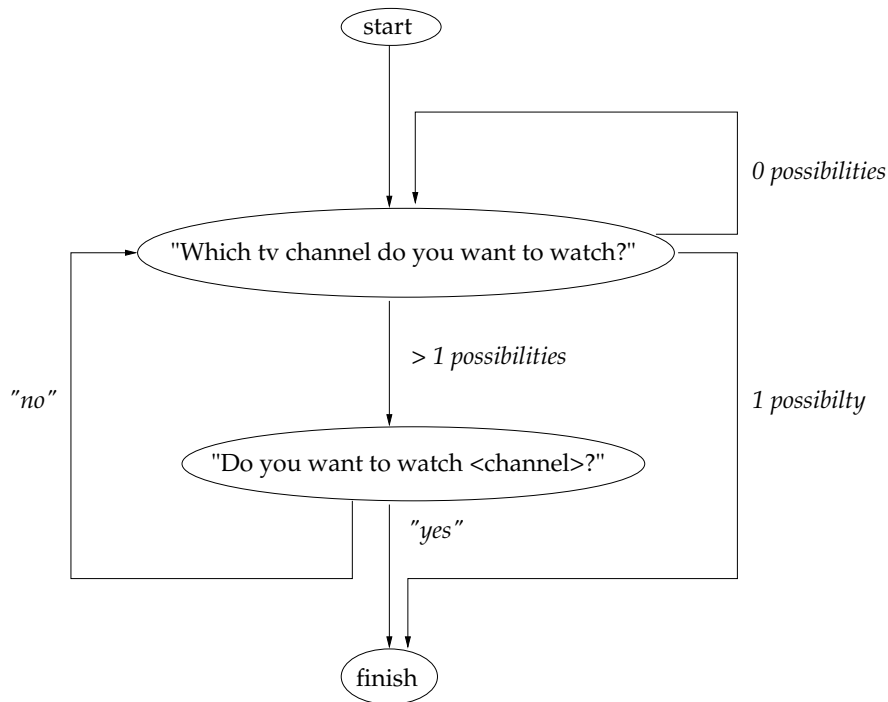 start
0 possibilities
"Which tv channel do you want to watch?"
> 1 possibilities
"no"
1 possibilty
"Do you want to watch <channel>?"
"yes"
finish